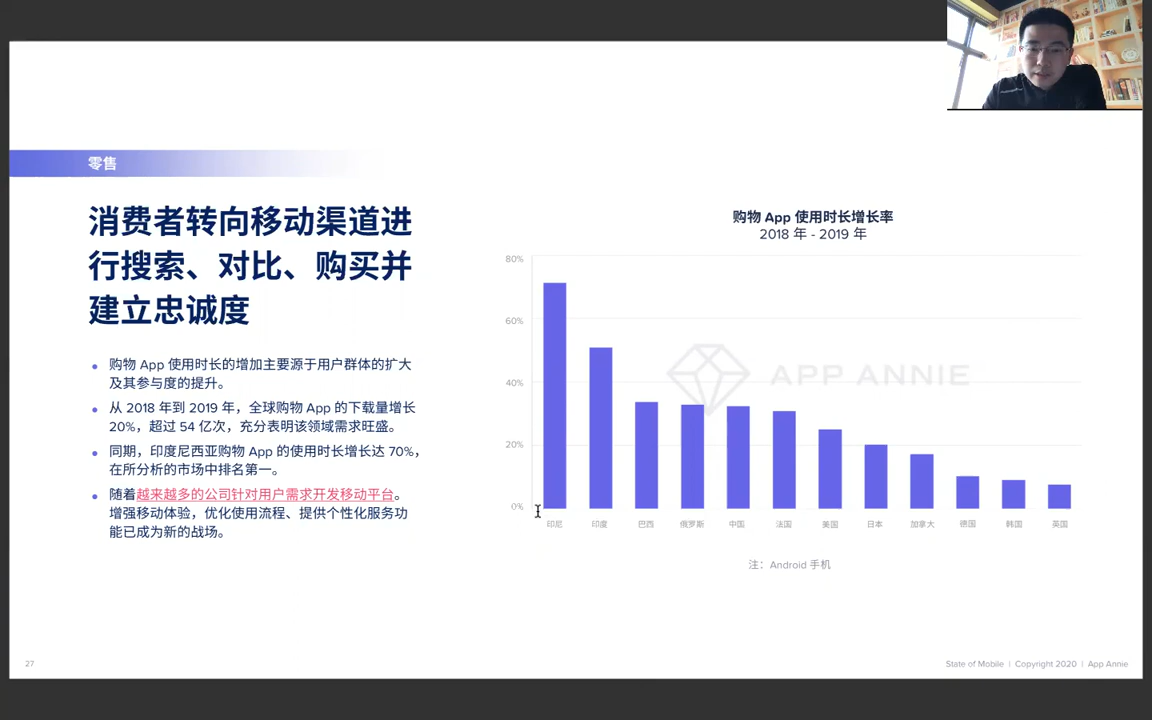 零售
消费者转向移动渠道进
行搜索、对比、购买并
建立忠诚度
• 购物 App 使用时长的增加主要源于用户群体的扩大
及其参与度的提升。
• 从 2018 年到 2019 年，全球购物 App 的下载量增长
20%，超过 54 亿次，充分表明该领域需求旺盛。
• 同期，印度尼西亚购物 App 的使用时长增长达 70%，
在所分析的市场中排名第一。
• 随着越来越多的公司针对用户需求开发移动平台。
增强移动体验，优化使用流程、提供个性化服务功
能已成为新的战场。
购物 App 使用时长增长率
2018 年 - 2019 年
80%
60%
40%
20%
0%
APP ANNIE
印尼 印度 巴西 俄罗斯 中国 法国 美国 日本 加拿大 德国 韩国 英国
注：Android 手机
27
State of Mobile | Copyright 2020 | App Annie